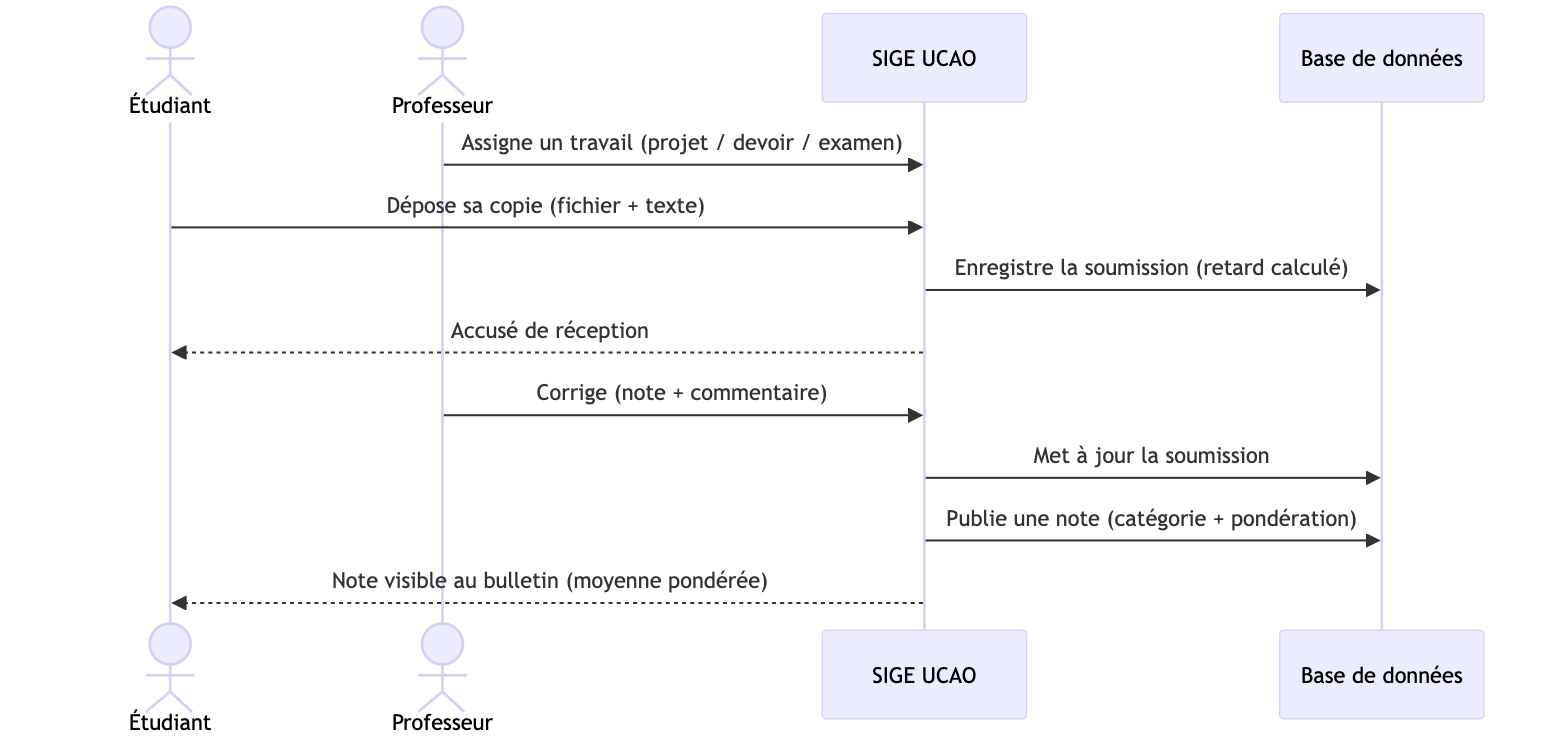 Étudiant
Professeur
SIGE UCAO
Base de données
Assigne un travail (projet / devoir / examen)
Dépose sa copie (fichier + texte)
Enregistre la soumission (retard calculé)
Accusé de réception
Corrige (note + commentaire)
Met à jour la soumission
Publie une note (catégorie + pondération)
Note visible au bulletin (moyenne pondérée)
Étudiant
Professeur
SIGE UCAO
Base de données